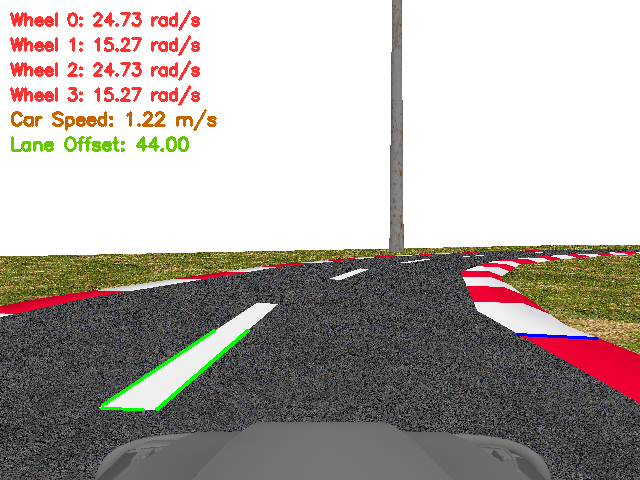 Wheel 0: 24.73 rad/s
Wheel 1: 15.27 rad/s
Wheel 2: 24.73 rad/s
Wheel 3: 15.27 rad/s
Car Speed: 1.22 m/s
Lane Offset: 44.00